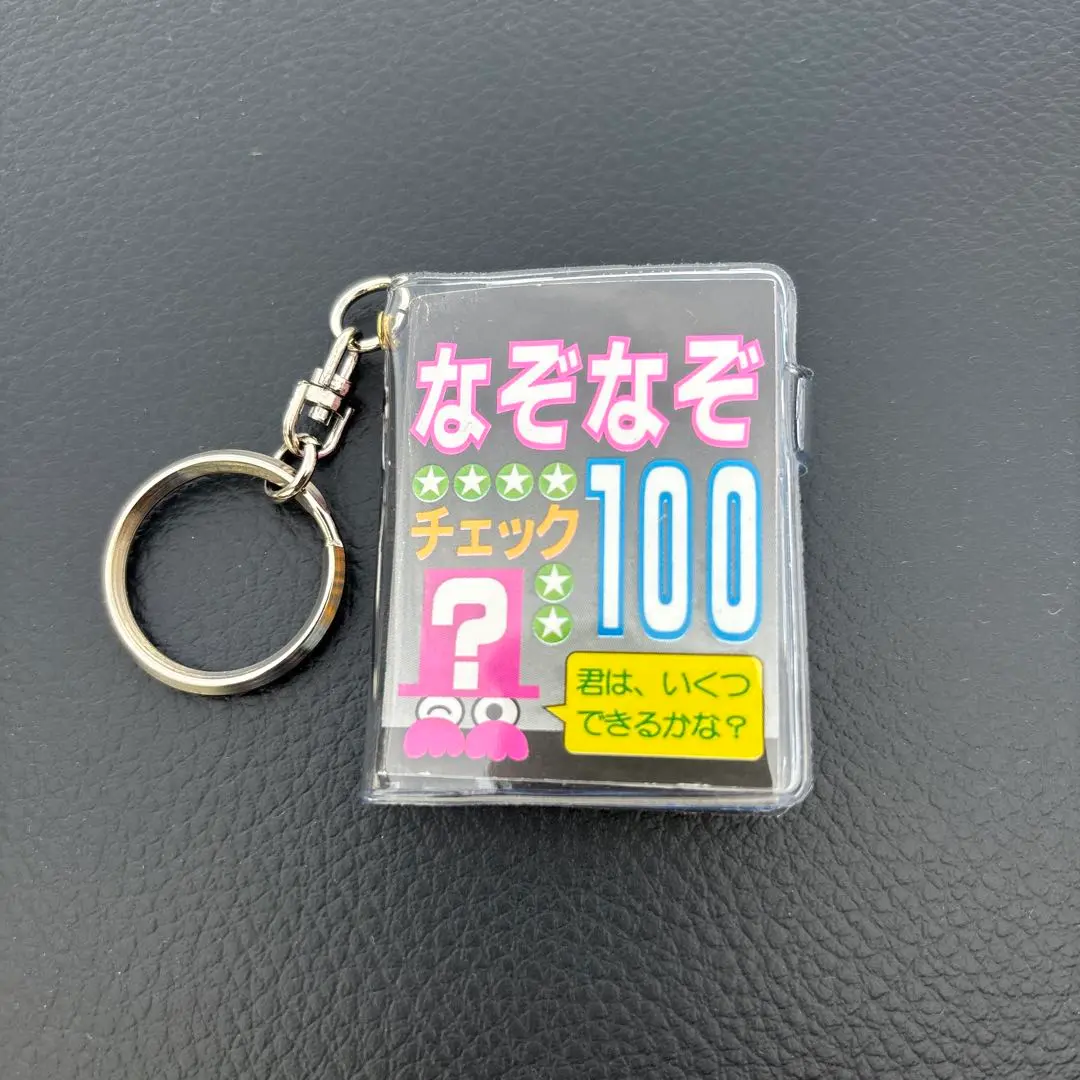 なぞなぞ
チェック
100
?
君は、いくつ
できるかな？